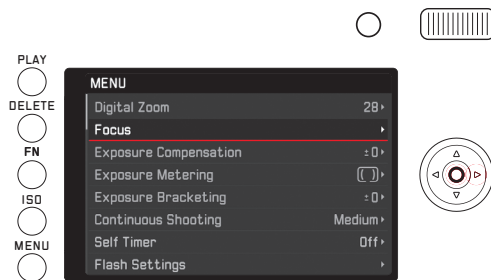 PLAY
DELETE
FN
ISO
MENU
MENU
Digital Zoom 28
Focus
Exposure Compensation ±0
Exposure Metering
Exposure Bracketing ±0
Continuous Shooting Medium
Self Timer Off
Flash Settings